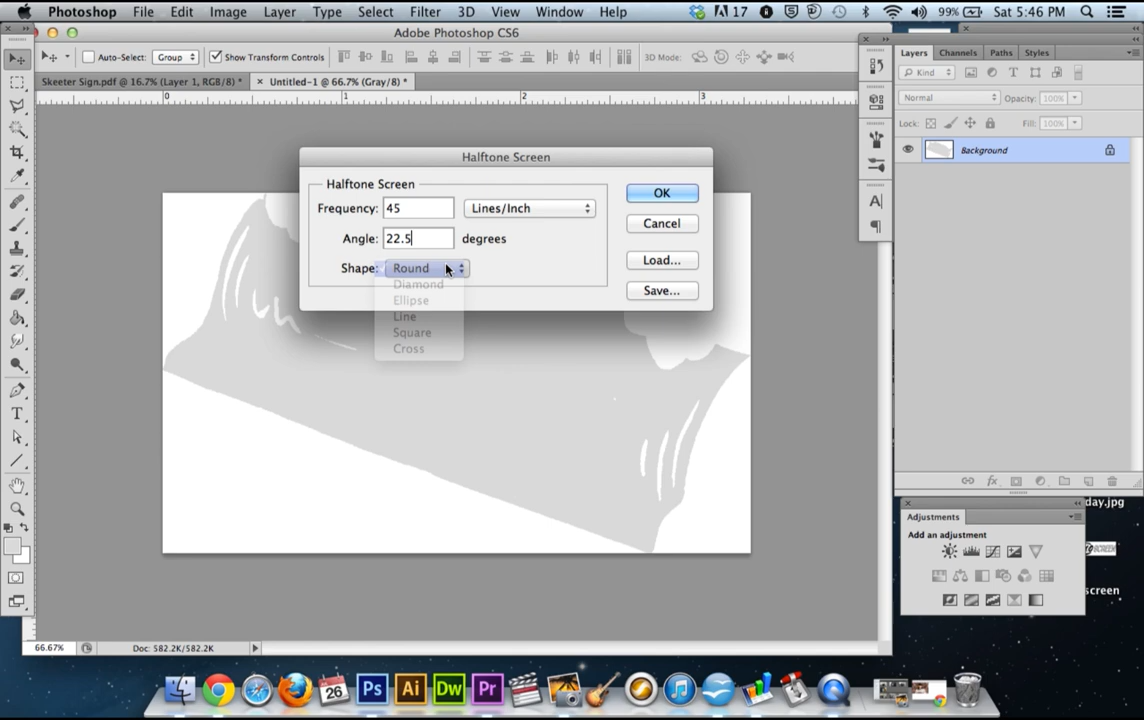 Photoshop File Edit Image Layer Type Select Filter 3D View Window Help 17 99% Sat 5:46 PM
Adobe Photoshop CS6
Auto-Select: Group Show Transform Controls 3D Mode:
Skeeter Sign.pdf @ 16.7% (Layer 1, RGB/8) * × Untitled-1 @ 66.7% (Gray/8) *
0 1 2 3
Halftone Screen
Halftone Screen
Frequency: 45 Lines/Inch
Angle: 22.5 degrees
Shape: Round
Diamond
Ellipse
Line
Square
Cross
OK
Cancel
Load...
Save...
Layers Channels Paths Styles
Kind
Normal Opacity: 100%
Lock: Fill: 100%
Background
Adjustments
Add an adjustment
day.jpg
SCREEN
screen
66.67% Doc: 582.2K/582.2K
26 Ps Ai Dw Pr